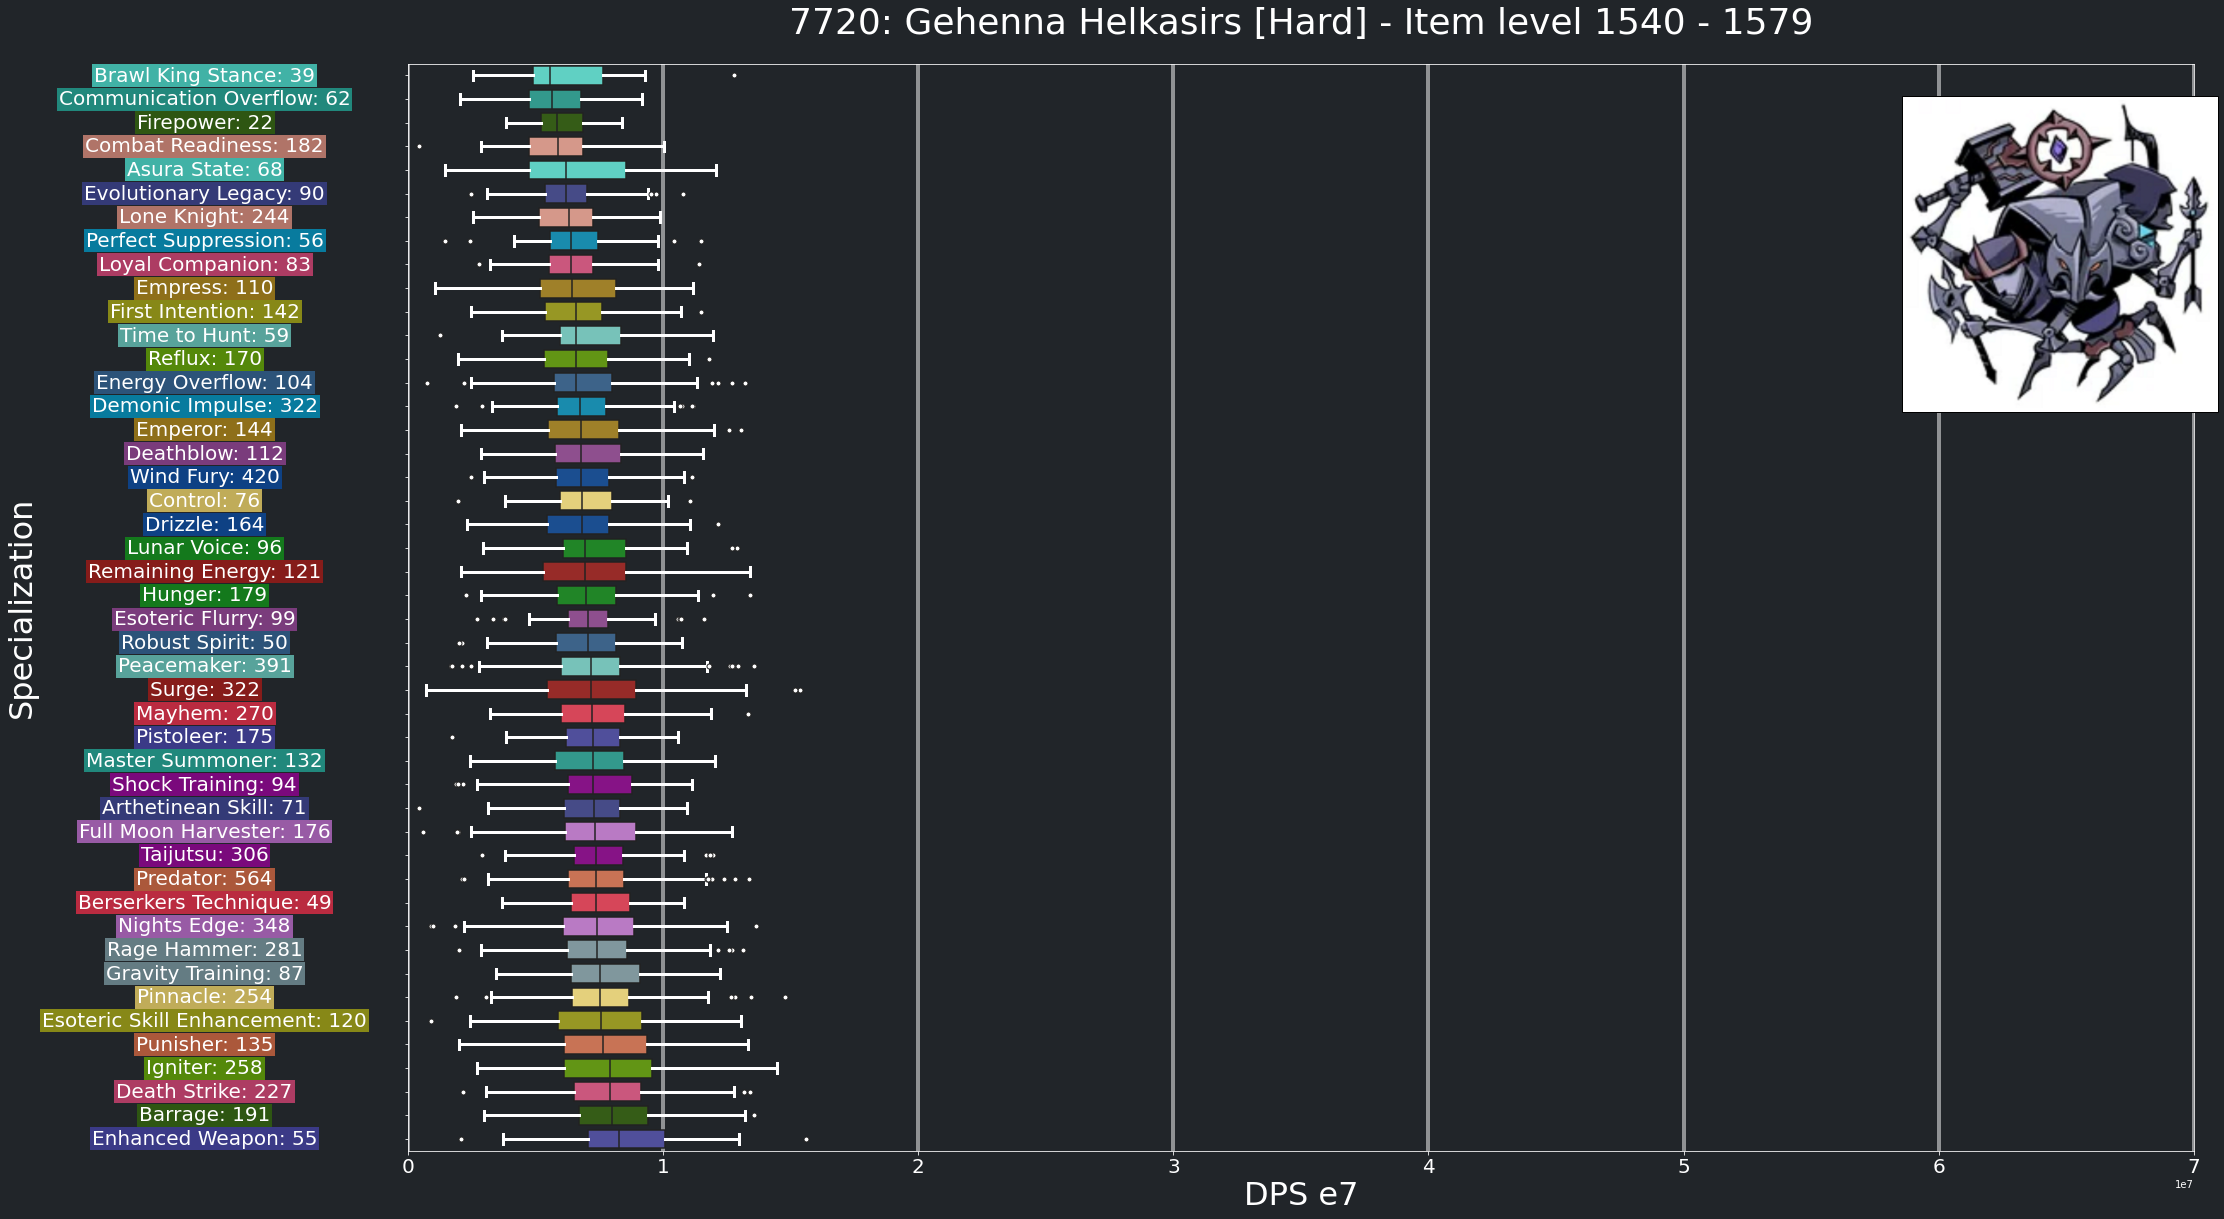 7720: Gehenna Helkasirs [Hard] - Item level 1540 - 1579
Specialization
Brawl King Stance: 39
Communication Overflow: 62
Firepower: 22
Combat Readiness: 182
Asura State: 68
Evolutionary Legacy: 90
Lone Knight: 244
Perfect Suppression: 56
Loyal Companion: 83
Empress: 110
First Intention: 142
Time to Hunt: 59
Reflux: 170
Energy Overflow: 104
Demonic Impulse: 322
Emperor: 144
Deathblow: 112
Wind Fury: 420
Control: 76
Drizzle: 164
Lunar Voice: 96
Remaining Energy: 121
Hunger: 179
Esoteric Flurry: 99
Robust Spirit: 50
Peacemaker: 391
Surge: 322
Mayhem: 270
Pistoleer: 175
Master Summoner: 132
Shock Training: 94
Arthetinean Skill: 71
Full Moon Harvester: 176
Taijutsu: 306
Predator: 564
Berserkers Technique: 49
Nights Edge: 348
Rage Hammer: 281
Gravity Training: 87
Pinnacle: 254
Esoteric Skill Enhancement: 120
Punisher: 135
Igniter: 258
Death Strike: 227
Barrage: 191
Enhanced Weapon: 55
0 1 2 3 4 5 6 7
1e7
DPS e7